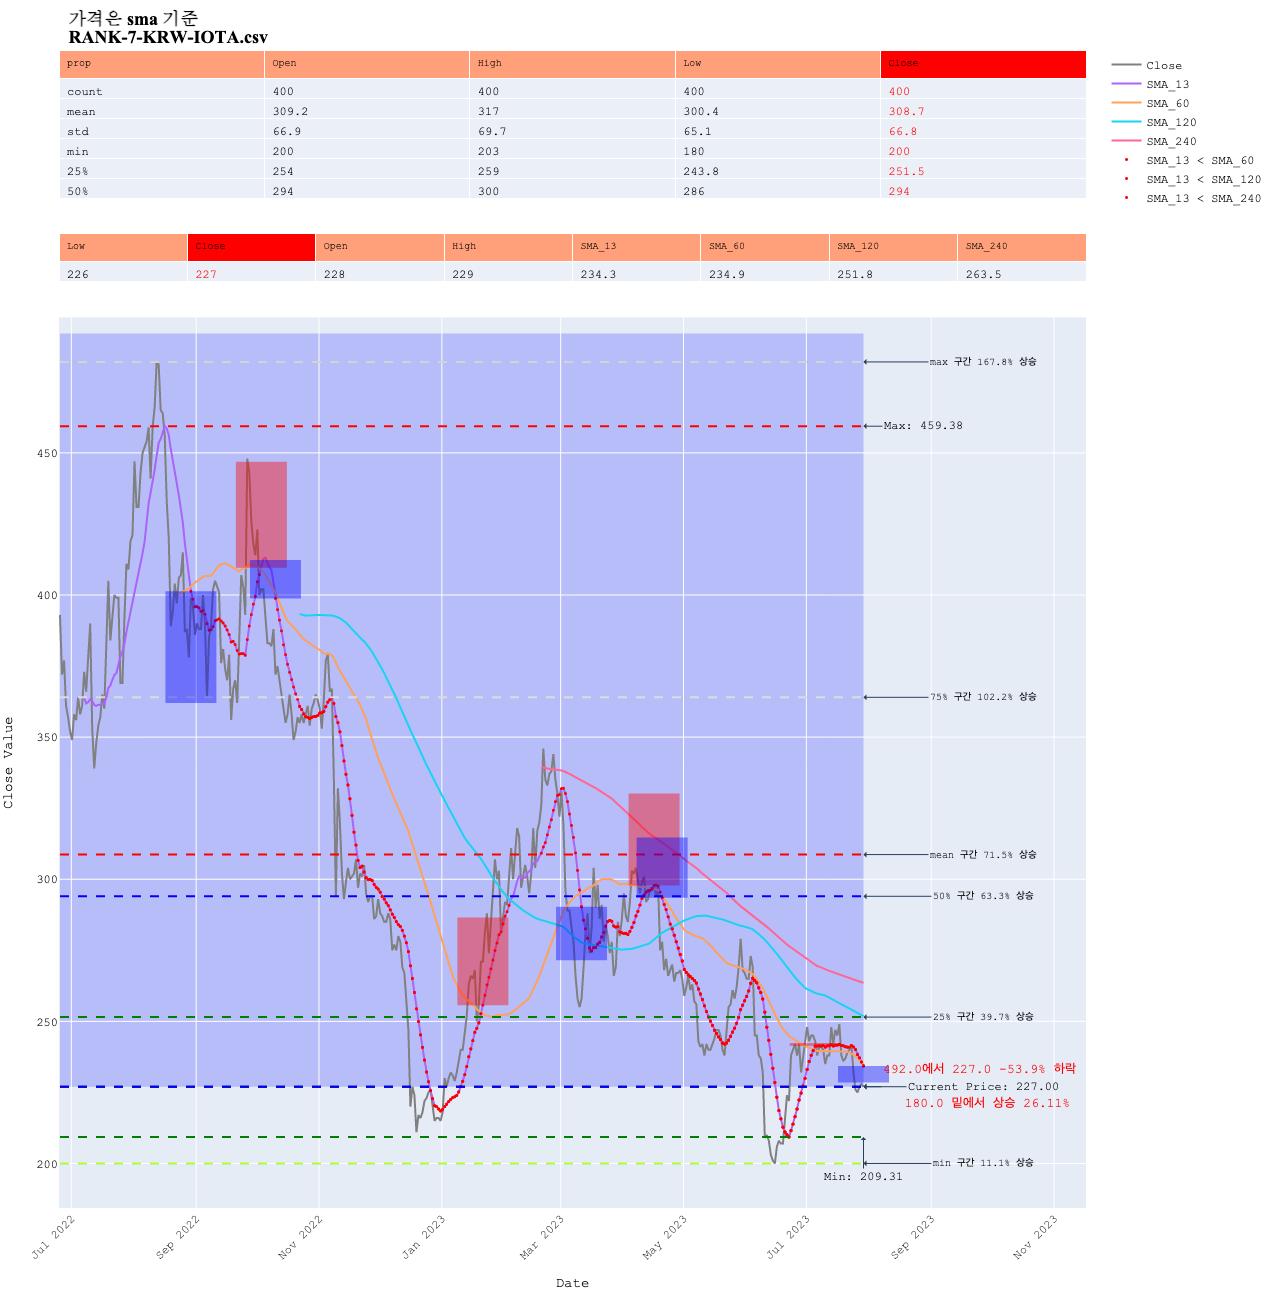 가격은 sma 기준
RANK-7-KRW-IOTA.csv
prop Open High Low Close
count 400 400 400 400
mean 309.2 317 300.4 308.7
std 66.9 69.7 65.1 66.8
min 200 203 180 200
25% 254 259 243.8 251.5
50% 294 300 286 294
Close
SMA_13
SMA_60
SMA_120
SMA_240
SMA_13 < SMA_60
SMA_13 < SMA_120
SMA_13 < SMA_240
Low Close Open High SMA_13 SMA_60 SMA_120 SMA_240
226 227 228 229 234.3 234.9 251.8 263.5
max 구간 167.8% 상승
Max: 459.38
450
400
75% 구간 102.2% 상승
350
mean 구간 71.5% 상승
300
50% 구간 63.3% 상승
250
25% 구간 39.7% 상승
492.0에서 227.0 -53.9% 하락
Current Price: 227.00
180.0 밑에서 상승 26.11%
200
min 구간 11.1% 상승
Min: 209.31
Close Value
Jul 2022
Sep 2022
Nov 2022
Jan 2023
Mar 2023
May 2023
Jul 2023
Sep 2023
Nov 2023
Date